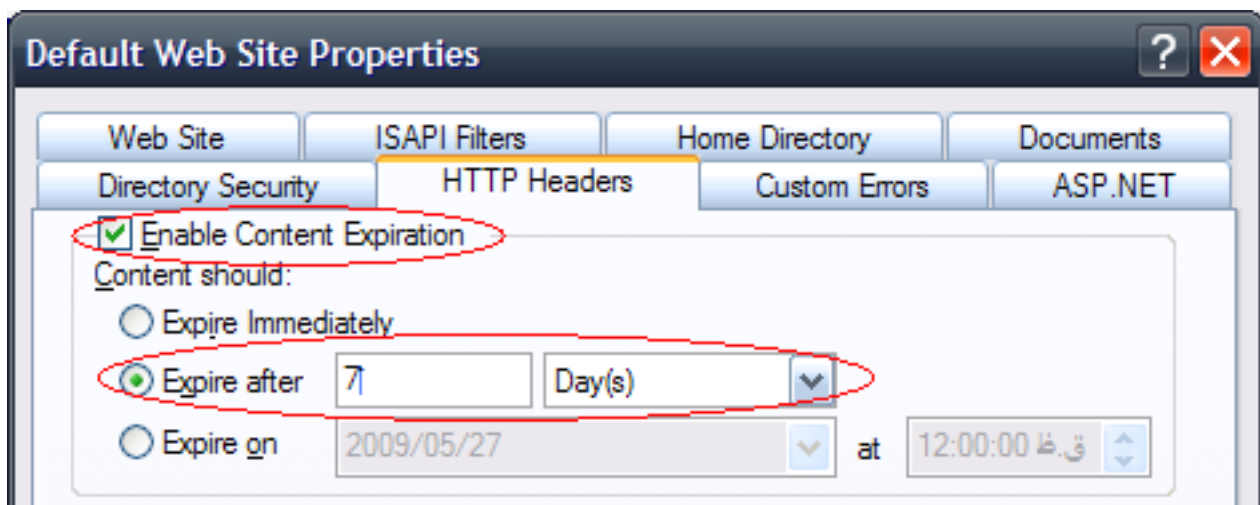 Default Web Site Properties
Web Site ISAPI Filters Home Directory Documents
Directory Security HTTP Headers Custom Errors ASP.NET
Enable Content Expiration
Content should:
Expire Immediately
Expire after 7 Day(s)
Expire on 2009/05/27 at 12:00:00 ق.ظ